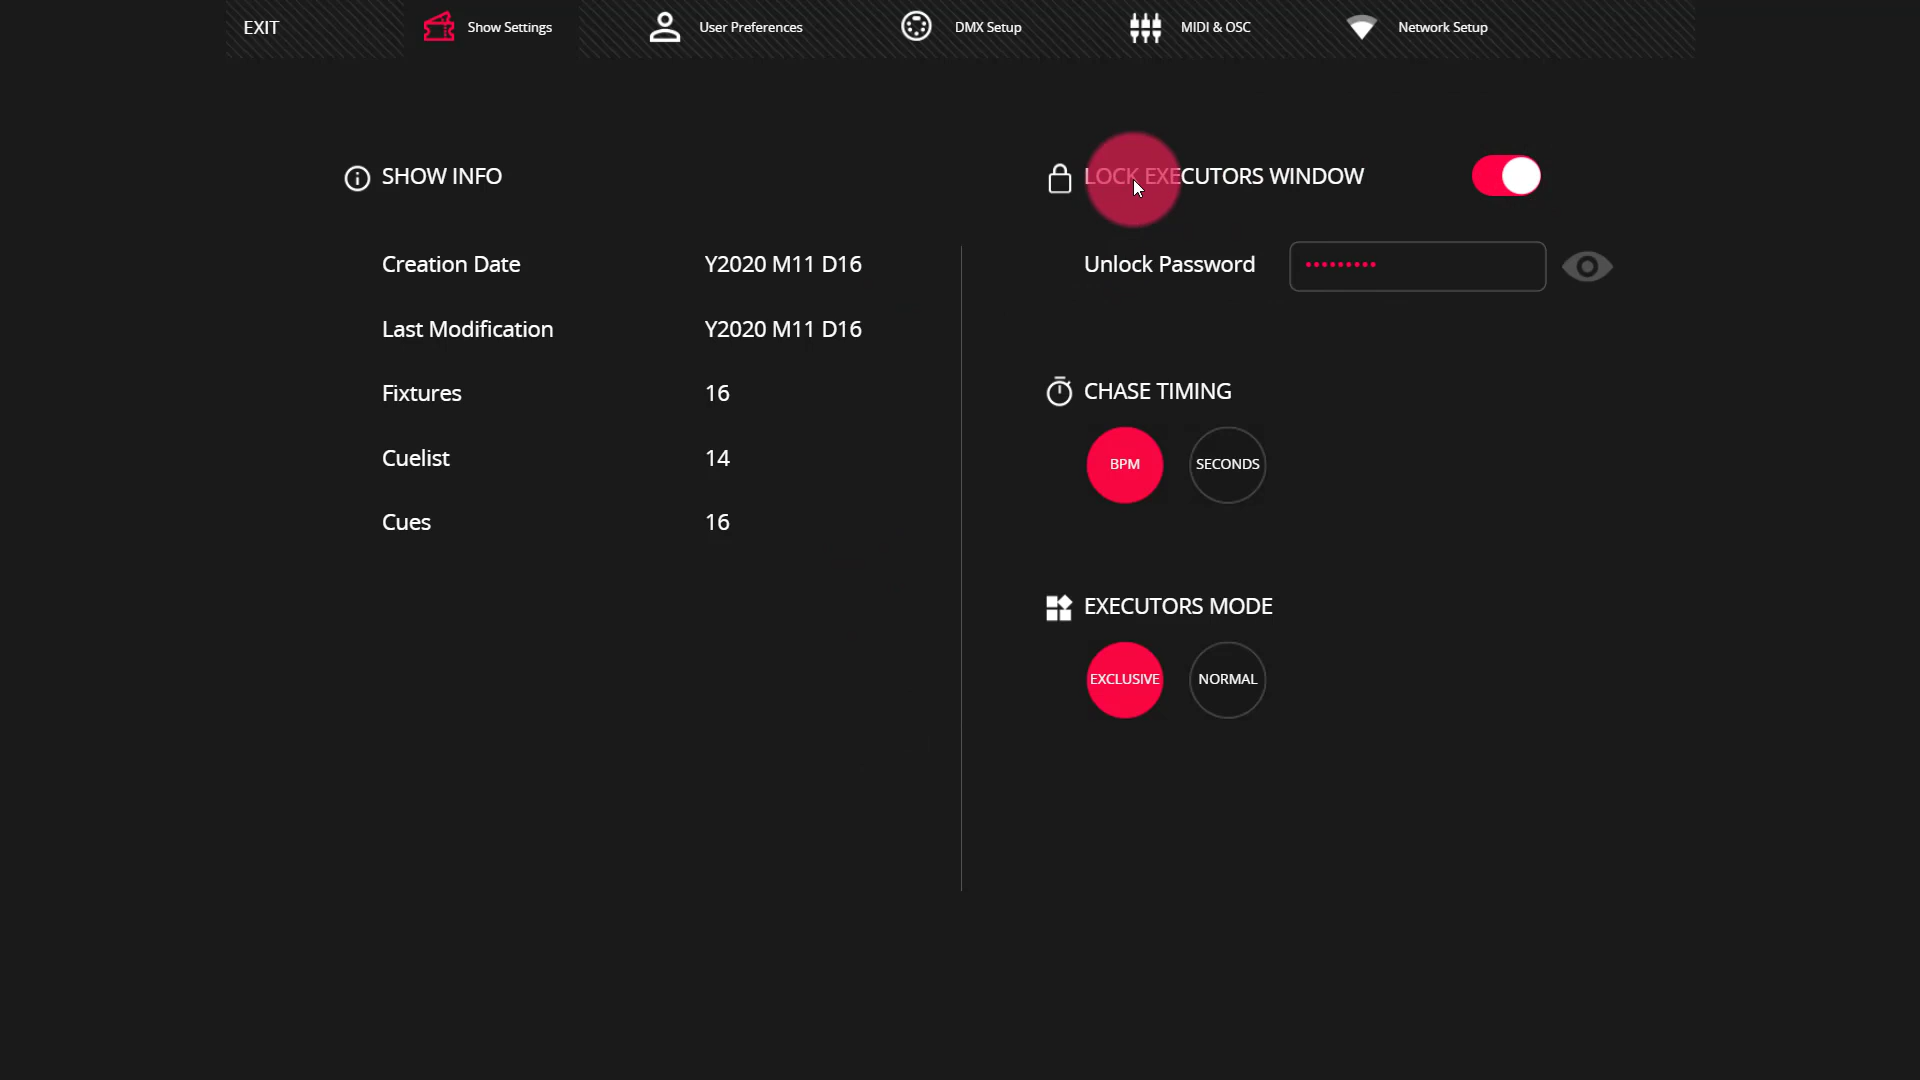 EXIT
Show Settings
User Preferences
DMX Setup
MIDI & OSC
Network Setup
SHOW INFO
Creation Date Y2020 M11 D16
Last Modification Y2020 M11 D16
Fixtures 16
Cuelist 14
Cues 16
LOCK EXECUTORS WINDOW
Unlock Password •••••••••
CHASE TIMING
BPM SECONDS
EXECUTORS MODE
EXCLUSIVE NORMAL